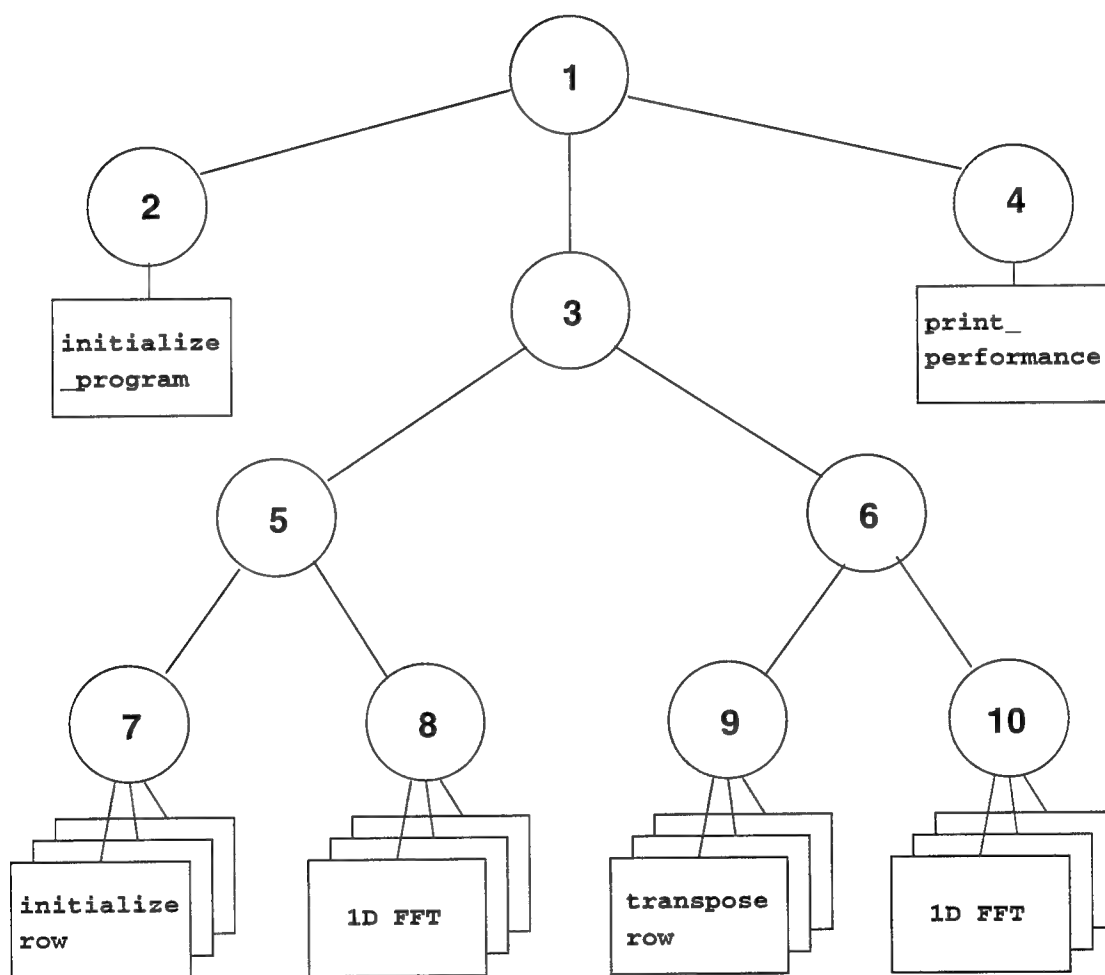 1
2
4
initialize
_program
3
print_
performance
5
6
7
8
9
10
initialize
row
1D FFT
transpose
row
1D FFT